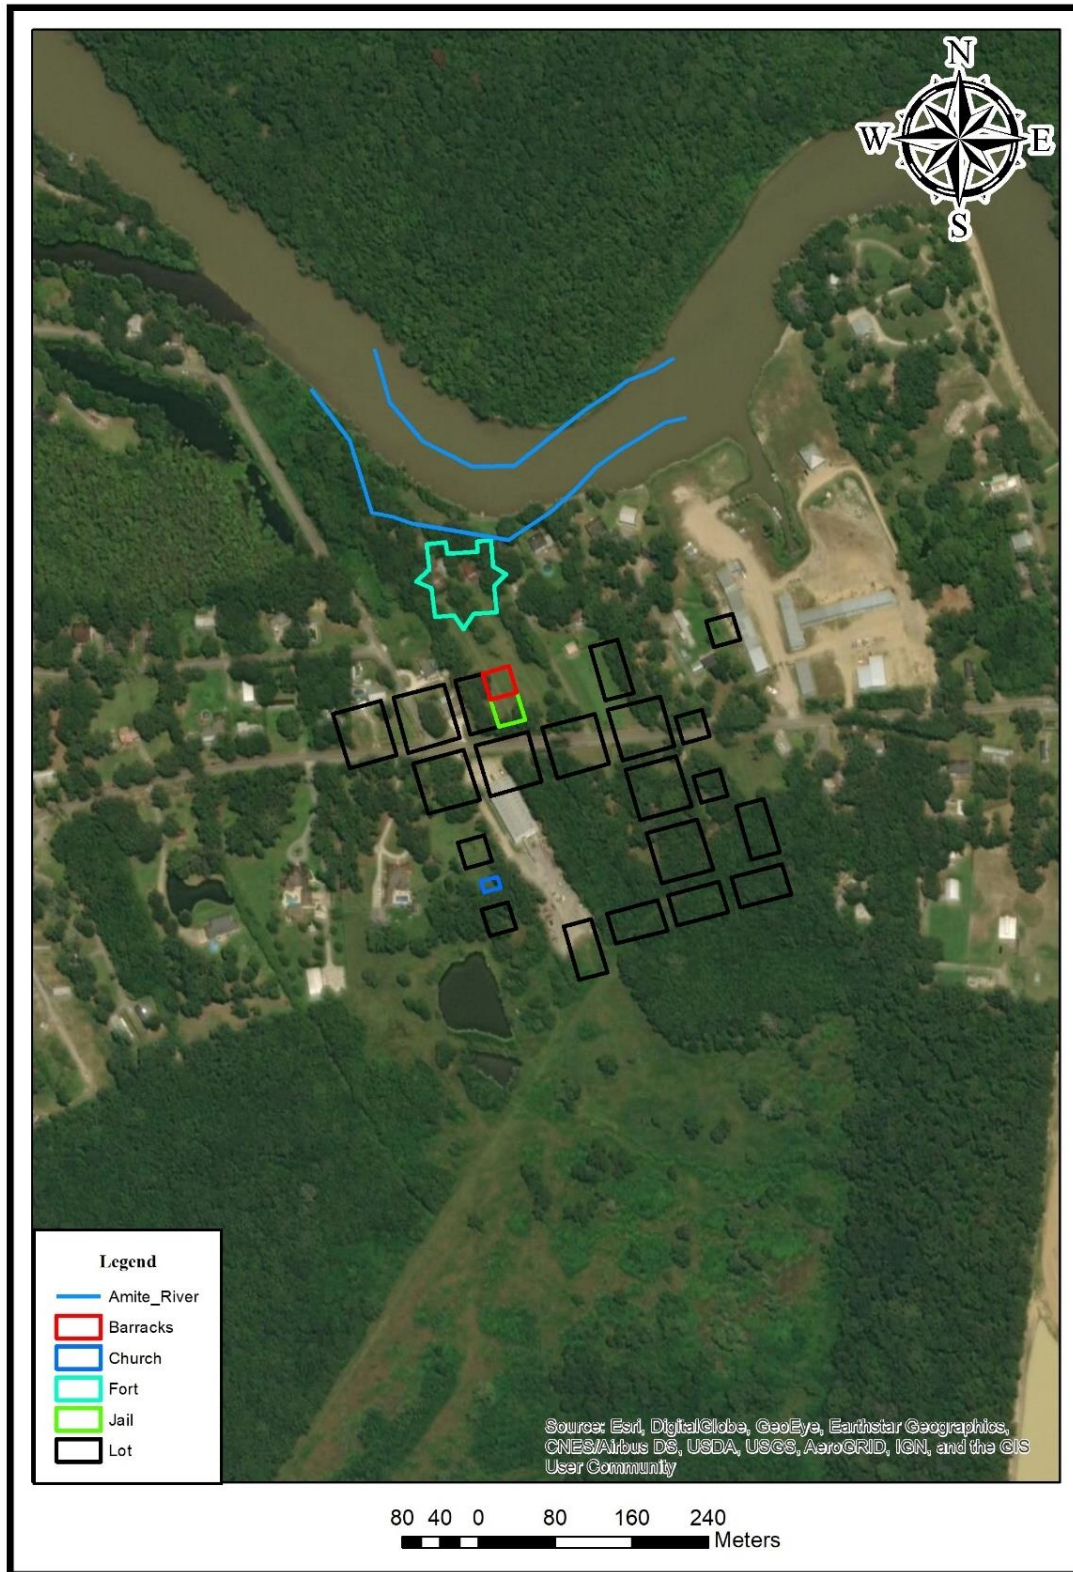 N
W E
S
Legend
Amite_River
Barracks
Church
Fort
Jail
Lot
Source: Esri, DigitalGlobe, GeoEye, Earthstar Geographics,
CNES/Airbus DS, USDA, USGS, AeroGRID, IGN, and the GIS
User Community
80 40 0 80 160 240
Meters